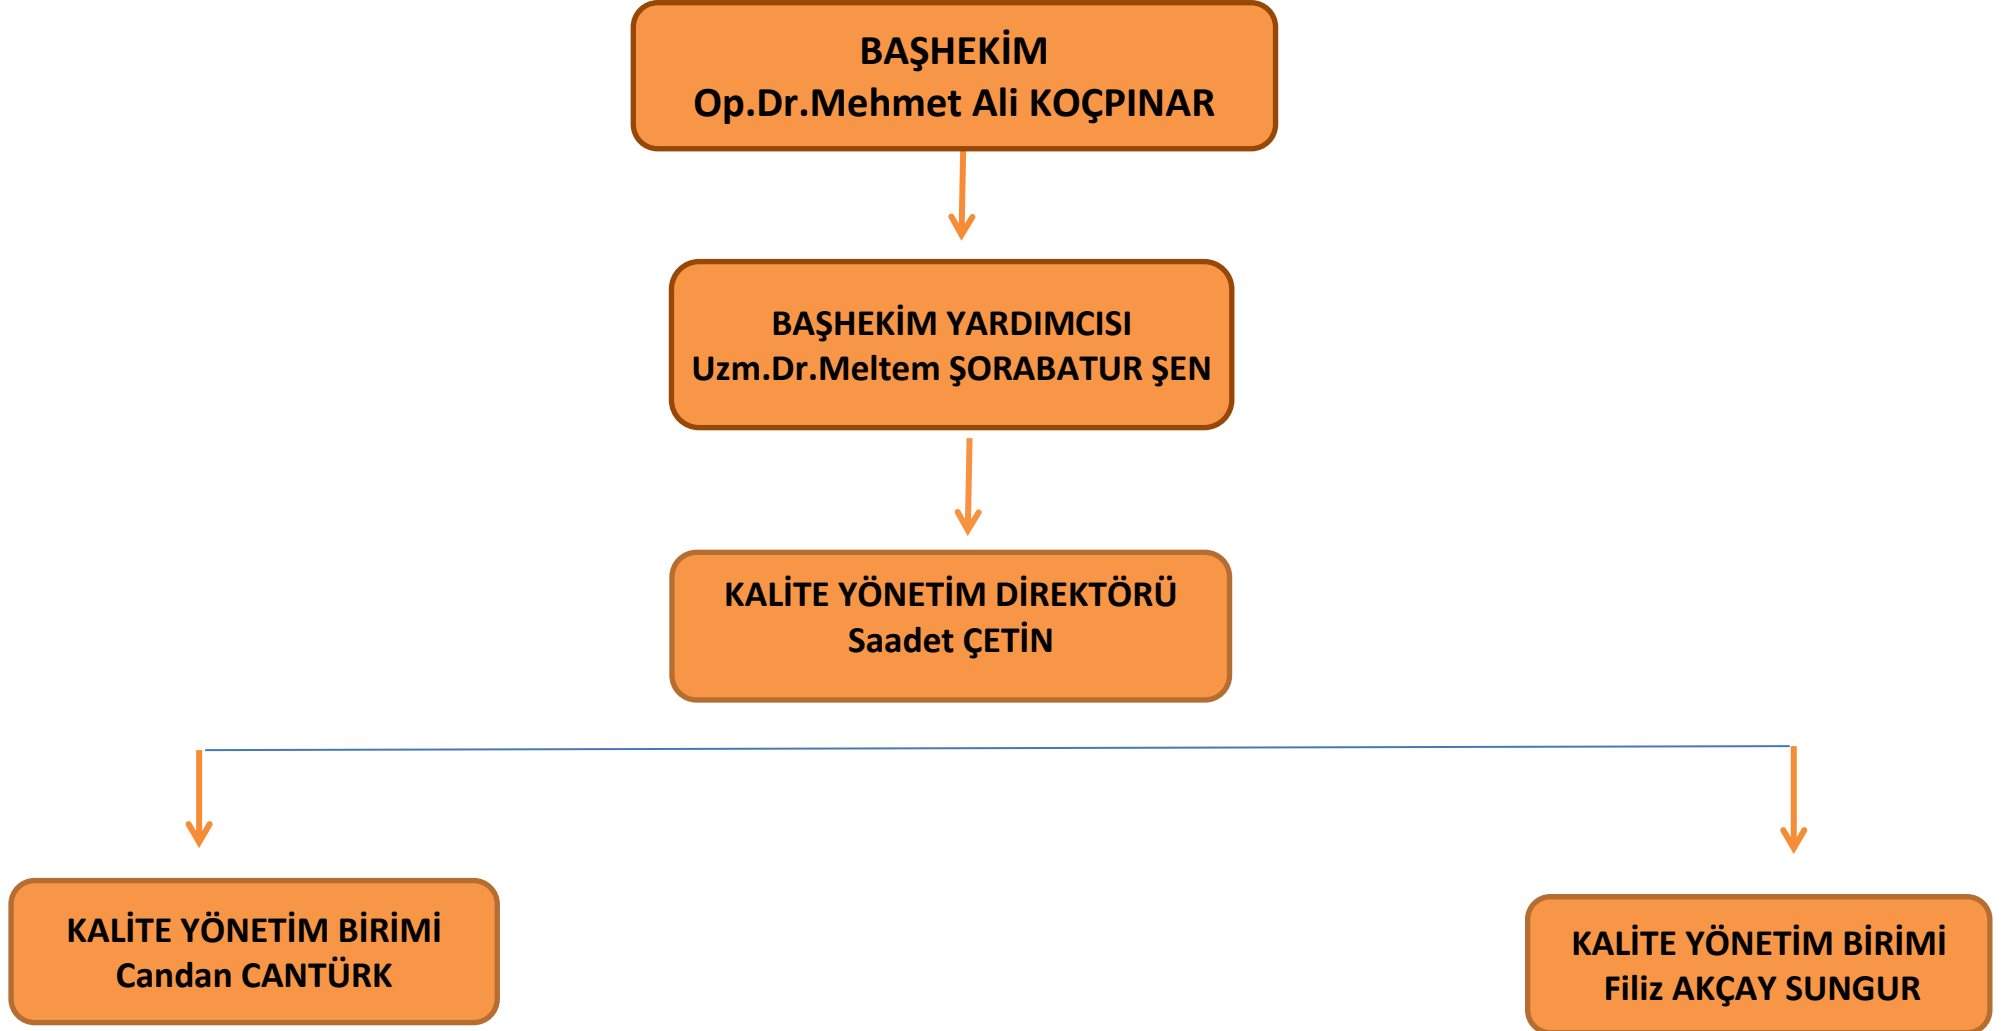 BAŞHEKİM
Op.Dr.Mehmet Ali KOÇPINAR
BAŞHEKİM YARDIMCISI
Uzm.Dr.Meltem ŞORABATUR ŞEN
KALİTE YÖNETİM DİREKTÖRÜ
Saadet ÇETİN
KALİTE YÖNETİM BİRİMİ
Candan CANTÜRK
KALİTE YÖNETİM BİRİMİ
Filiz AKÇAY SUNGUR